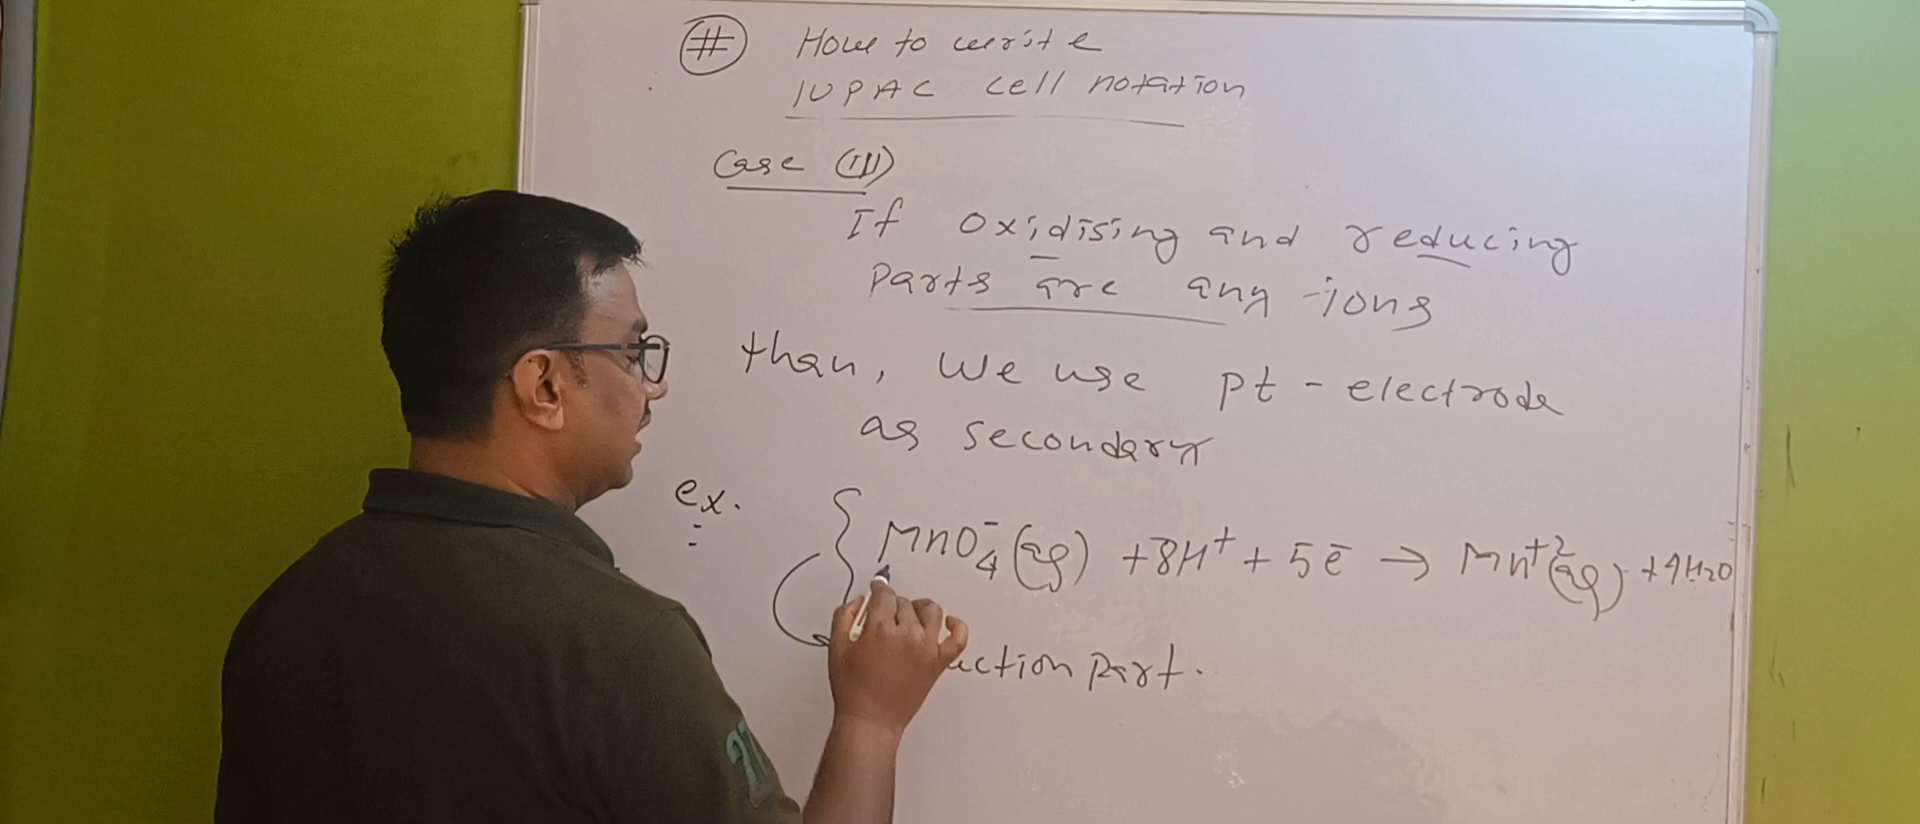 # How to write
IUPAC cell notation
Case (III)
If oxidising and reducing
parts are any ions
than, we use pt - electrode
as secondary
ex.
MnO₄⁻(aq) + 8H⁺ + 5e⁻ → Mn⁺²(aq) + 4H₂O
uction part.